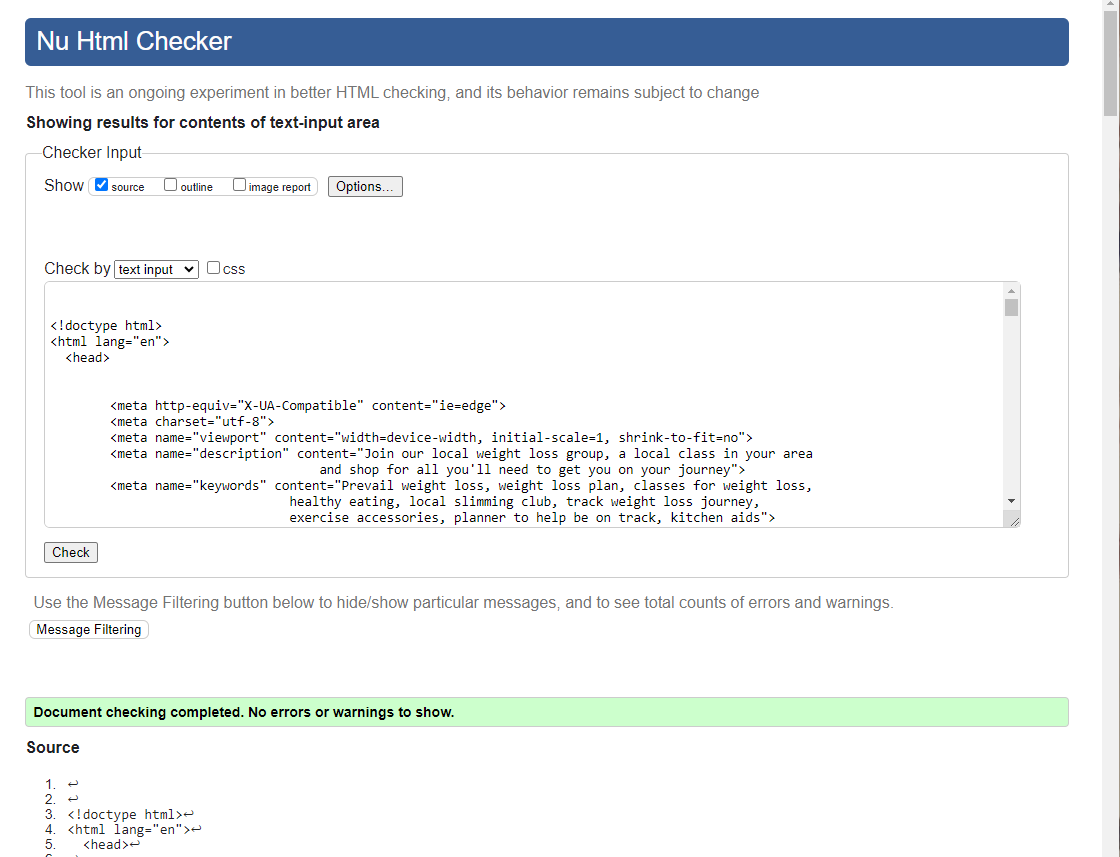 Nu Html Checker
This tool is an ongoing experiment in better HTML checking, and its behavior remains subject to change
Showing results for contents of text-input area
Checker Input
Show source outline image report Options...
Check by text input css
<!doctype html>
<html lang="en">
<head>
<meta http-equiv="X-UA-Compatible" content="ie=edge">
<meta charset="utf-8">
<meta name="viewport" content="width=device-width, initial-scale=1, shrink-to-fit=no">
<meta name="description" content="Join our local weight loss group, a local class in your area
and shop for all you'll need to get you on your journey">
<meta name="keywords" content="Prevail weight loss, weight loss plan, classes for weight loss,
healthy eating, local slimming club, track weight loss journey,
exercise accessories, planner to help be on track, kitchen aids">
Check
Use the Message Filtering button below to hide/show particular messages, and to see total counts of errors and warnings.
Message Filtering
Document checking completed. No errors or warnings to show.
Source
1. ↩
2. ↩
3. <!doctype html>↩
4. <html lang="en">↩
5. <head>↩